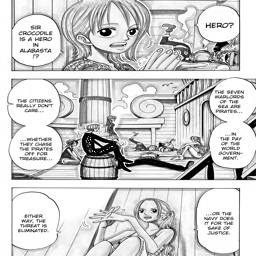 HERO?
SIR
CROCODILE
IS A HERO
IN
ALABASTA
!?
THE SEVEN
WARLORDS
OF THE
SEA ARE
PIRATES...
...IN THE
PAY OF
THE WORLD
GOVERN-
MENT.
THE CITIZENS
REALLY DON'T
CARE...
...WHETHER
THEY CHASE
THE PIRATES
OFF FOR
TREASURE...
...OR THE
NAVY DOES
IT FOR THE
SAKE OF
JUSTICE.
EITHER
WAY, THE
THREAT IS
ELIMINATED.